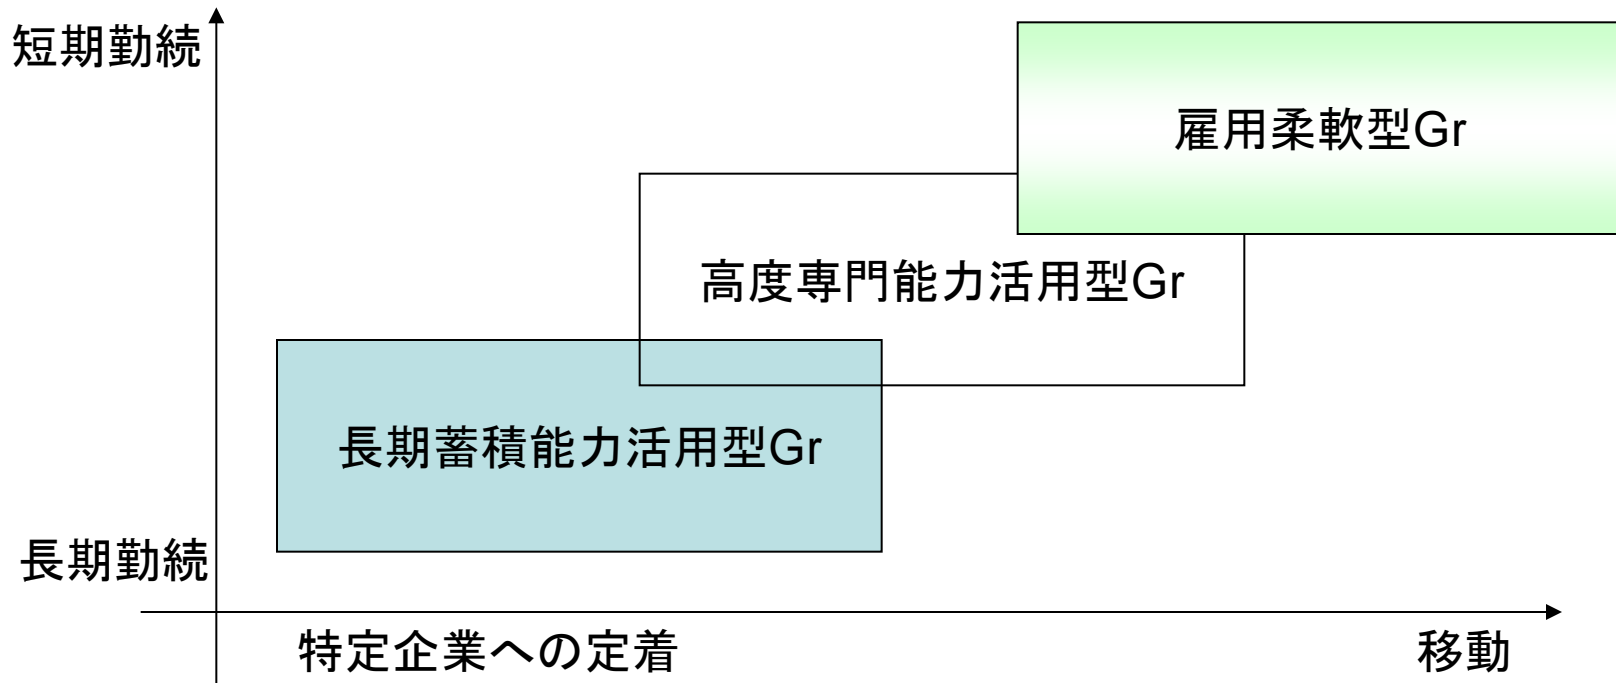 短期勤続
雇用柔軟型Gr
高度専門能力活用型Gr
長期蓄積能力活用型Gr
長期勤続
特定企業への定着
移動